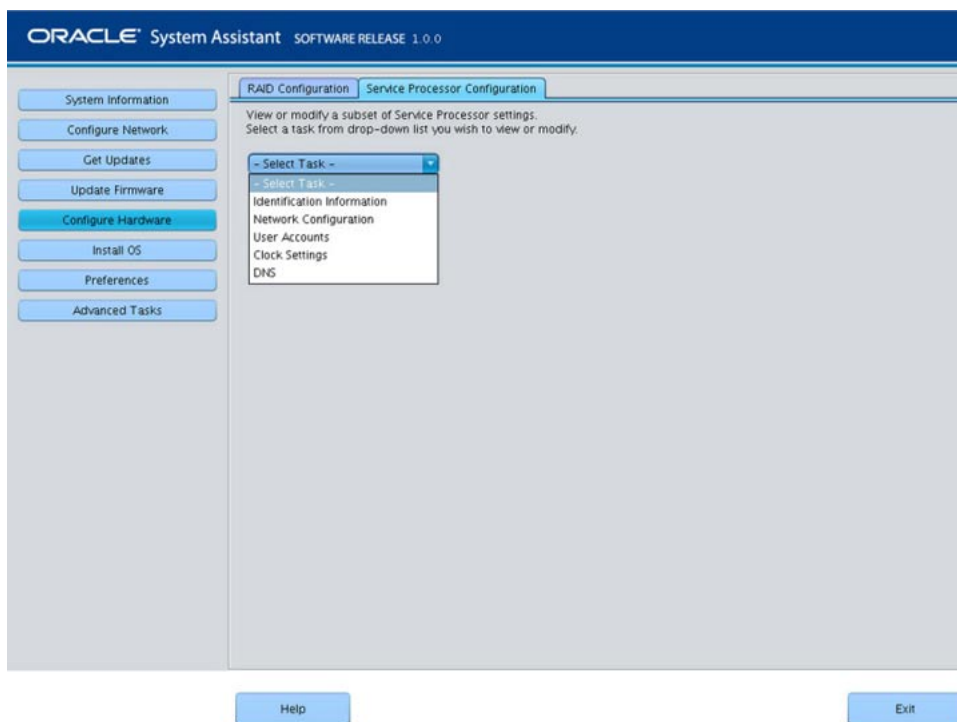 ORACLE® System Assistant SOFTWARE RELEASE 1.0.0
System Information
Configure Network
Get Updates
Update Firmware
Configure Hardware
Install OS
Preferences
Advanced Tasks
RAID Configuration
Service Processor Configuration
View or modify a subset of Service Processor settings.
Select a task from drop-down list you wish to view or modify.
- Select Task -
- Select Task -
Identification Information
Network Configuration
User Accounts
Clock Settings
DNS
Help
Exit